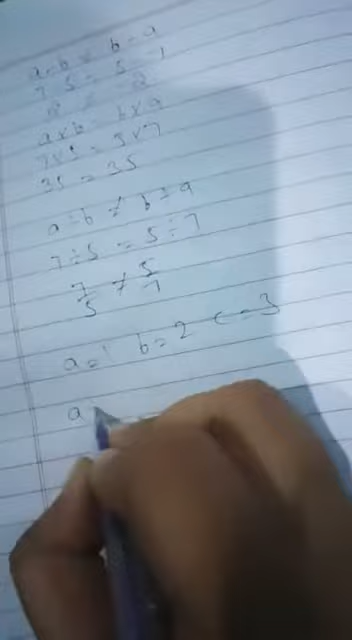 a - b ≠ b - a
7 - 5 = 5 - 7
2 ≠ -2
a x b = b x a
7 x 5 = 5 x 7
35 = 35
a ÷ b ≠ b ÷ a
7 ÷ 5 = 5 ÷ 7
7/5 ≠ 5/7
a = 1 b = 2 c = 3
a